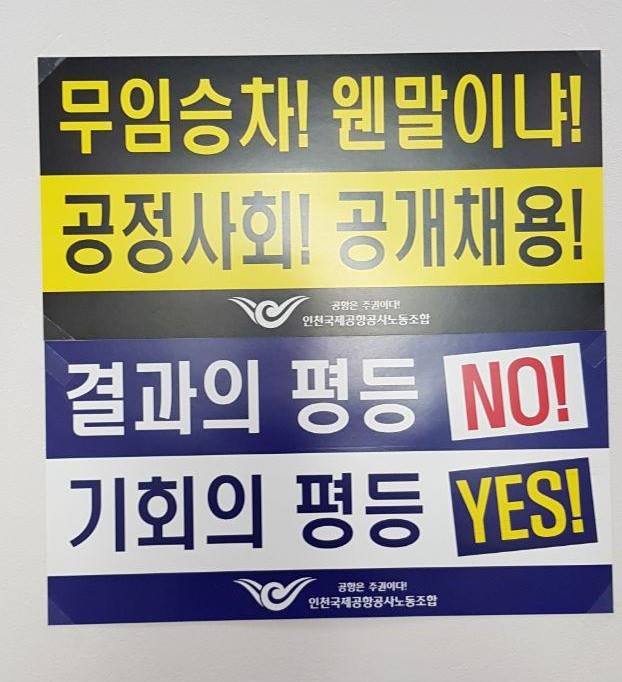 무임승차! 웬말이냐!
공정사회! 공개채용!
공항은 주권이다!
인천국제공항공사노동조합
결과의 평등 NO!
기회의 평등 YES!
공항은 주권이다!
인천국제공항공사노동조합